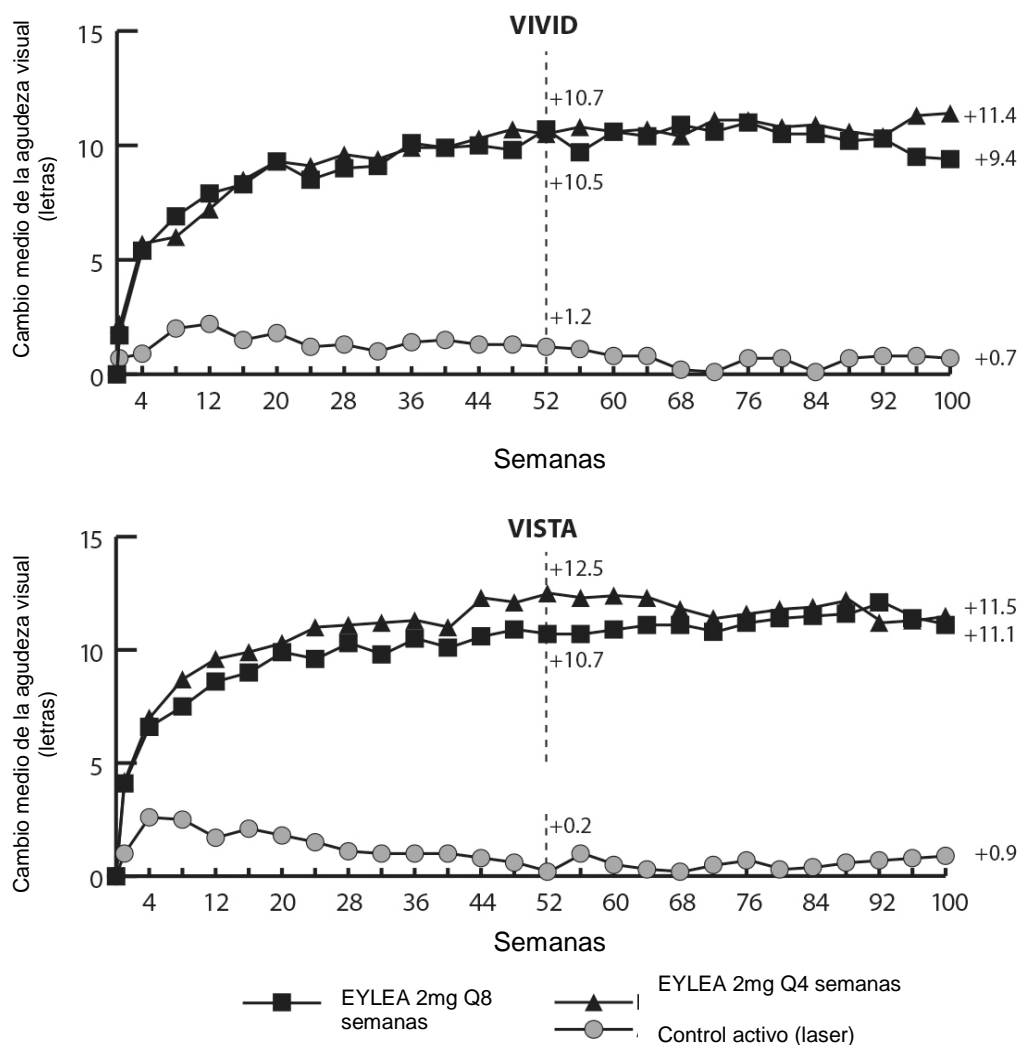 VIVID
Cambio medio de la agudeza visual
(letras)
15
10
5
0
+10.7
+10.5
+1.2
+11.4
+9.4
+0.7
4 12 20 28 36 44 52 60 68 76 84 92 100
Semanas
VISTA
Cambio medio de la agudeza visual
(letras)
15
10
5
0
+12.5
+10.7
+0.2
+11.5
+11.1
+0.9
4 12 20 28 36 44 52 60 68 76 84 92 100
Semanas
EYLEA 2mg Q8
semanas
EYLEA 2mg Q4 semanas
Control activo (laser)